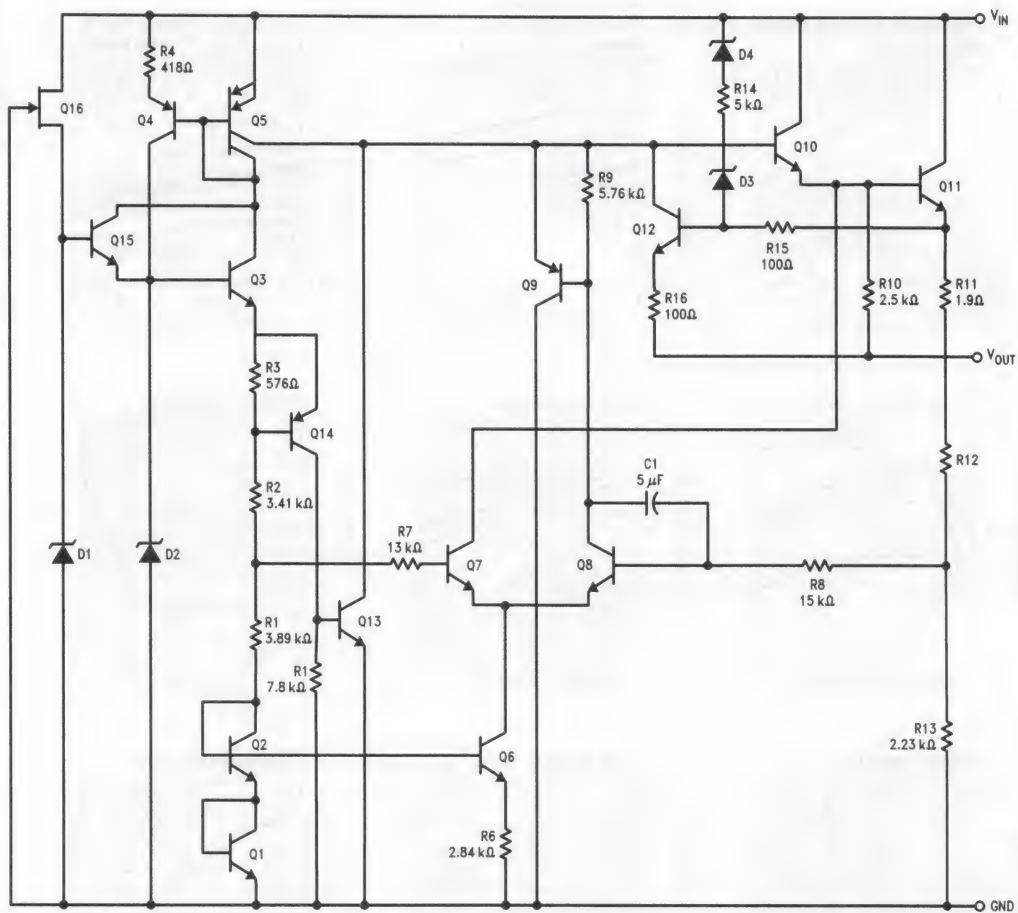 VIN
R4
418Ω
D4
Q16
Q4
Q5
R14
5 kΩ
Q10
R9
5.76 kΩ
D3
Q11
Q15
Q12
R15
100Ω
Q3
Q9
R16
100Ω
R10
2.5 kΩ
R11
1.9Ω
VOUT
R3
576Ω
Q14
C1
5 μF
R12
R2
3.41 kΩ
R7
13 kΩ
D1
D2
Q7
Q8
R8
15 kΩ
R1
3.89 kΩ
Q13
R1
7.8 kΩ
Q2
Q6
R13
2.23 kΩ
R6
2.84 kΩ
Q1
GND